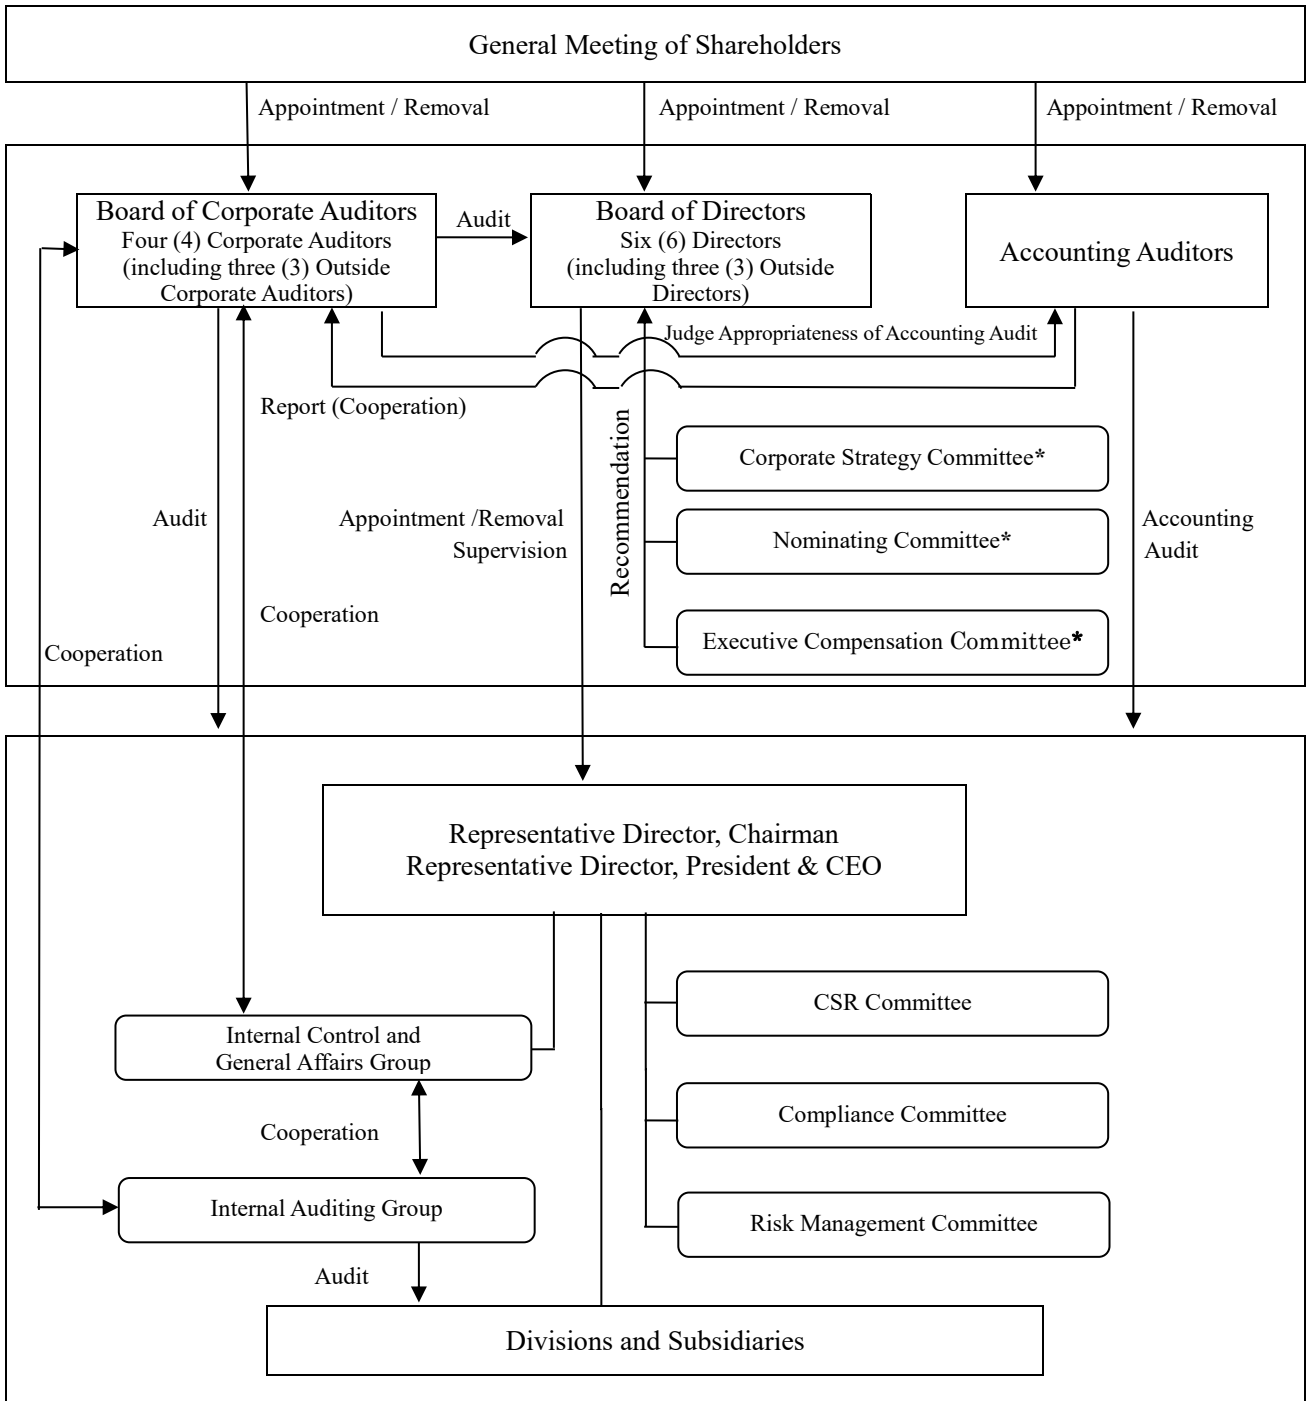 General Meeting of Shareholders
Appointment / Removal
Appointment / Removal
Appointment / Removal
Board of Corporate Auditors
Four (4) Corporate Auditors
(including three (3) Outside
Corporate Auditors)
Audit
Board of Directors
Six (6) Directors
(including three (3) Outside
Directors)
Accounting Auditors
Judge Appropriateness of Accounting Audit
Report (Cooperation)
Recommendation
Corporate Strategy Committee*
Nominating Committee*
Executive Compensation Committee*
Audit
Appointment /Removal
Supervision
Accounting
Audit
Cooperation
Cooperation
Representative Director, Chairman
Representative Director, President & CEO
CSR Committee
Internal Control and
General Affairs Group
Compliance Committee
Cooperation
Internal Auditing Group
Risk Management Committee
Audit
Divisions and Subsidiaries